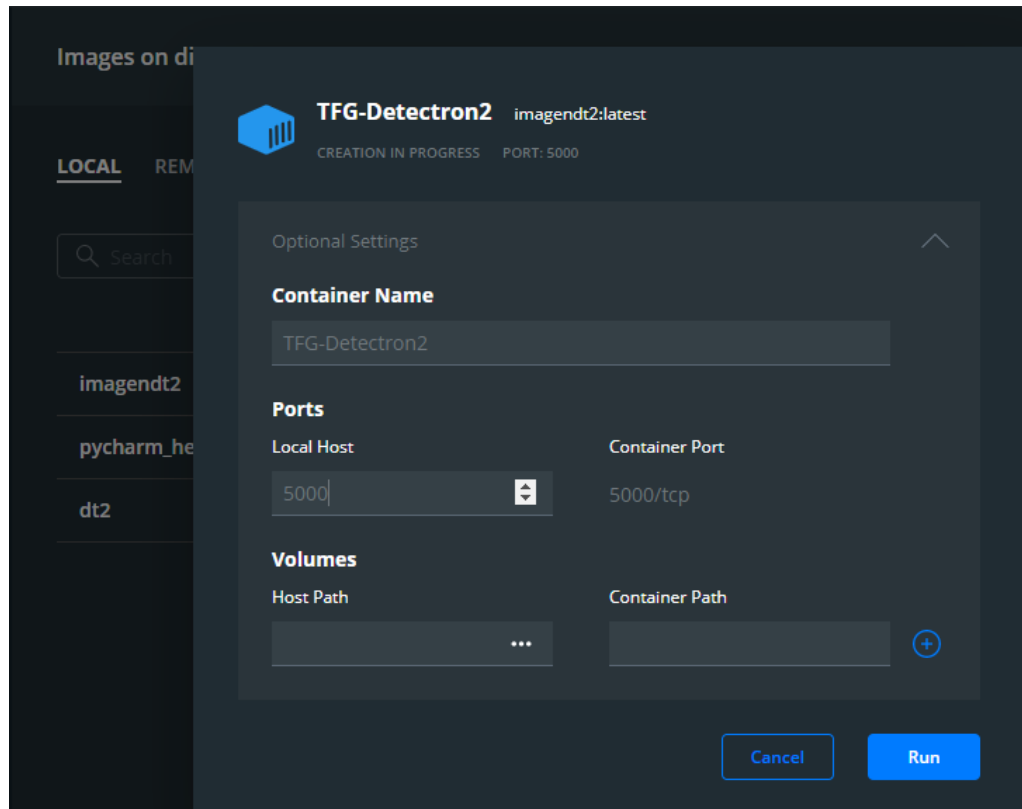 Images on di
TFG-Detectron2 imagendt2:latest
CREATION IN PROGRESS PORT: 5000
LOCAL REM
Search
imagendt2
pycharm_he
dt2
Optional Settings
Container Name
TFG-Detectron2
Ports
Local Host Container Port
5000 5000/tcp
Volumes
Host Path Container Path
...
Cancel Run